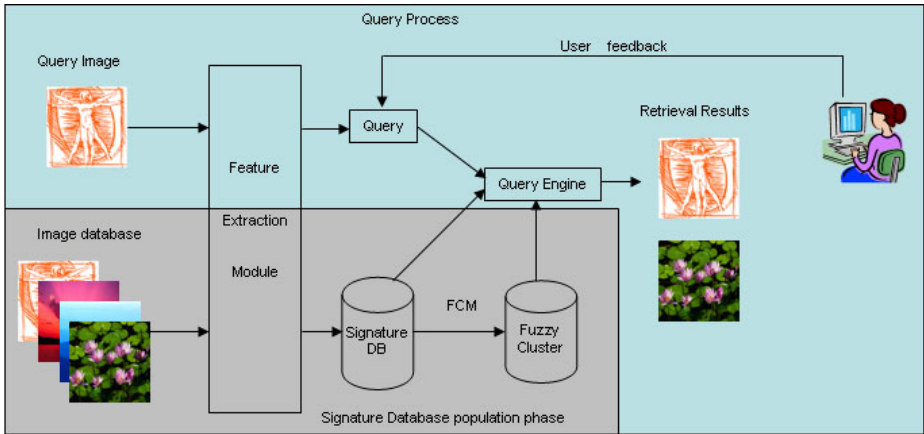 Query Process
User feedback
Query Image
Retrieval Results
Query
Feature
Query Engine
Extraction
Image database
Module
FCM
Signature
DB
Fuzzy
Cluster
Signature Database population phase